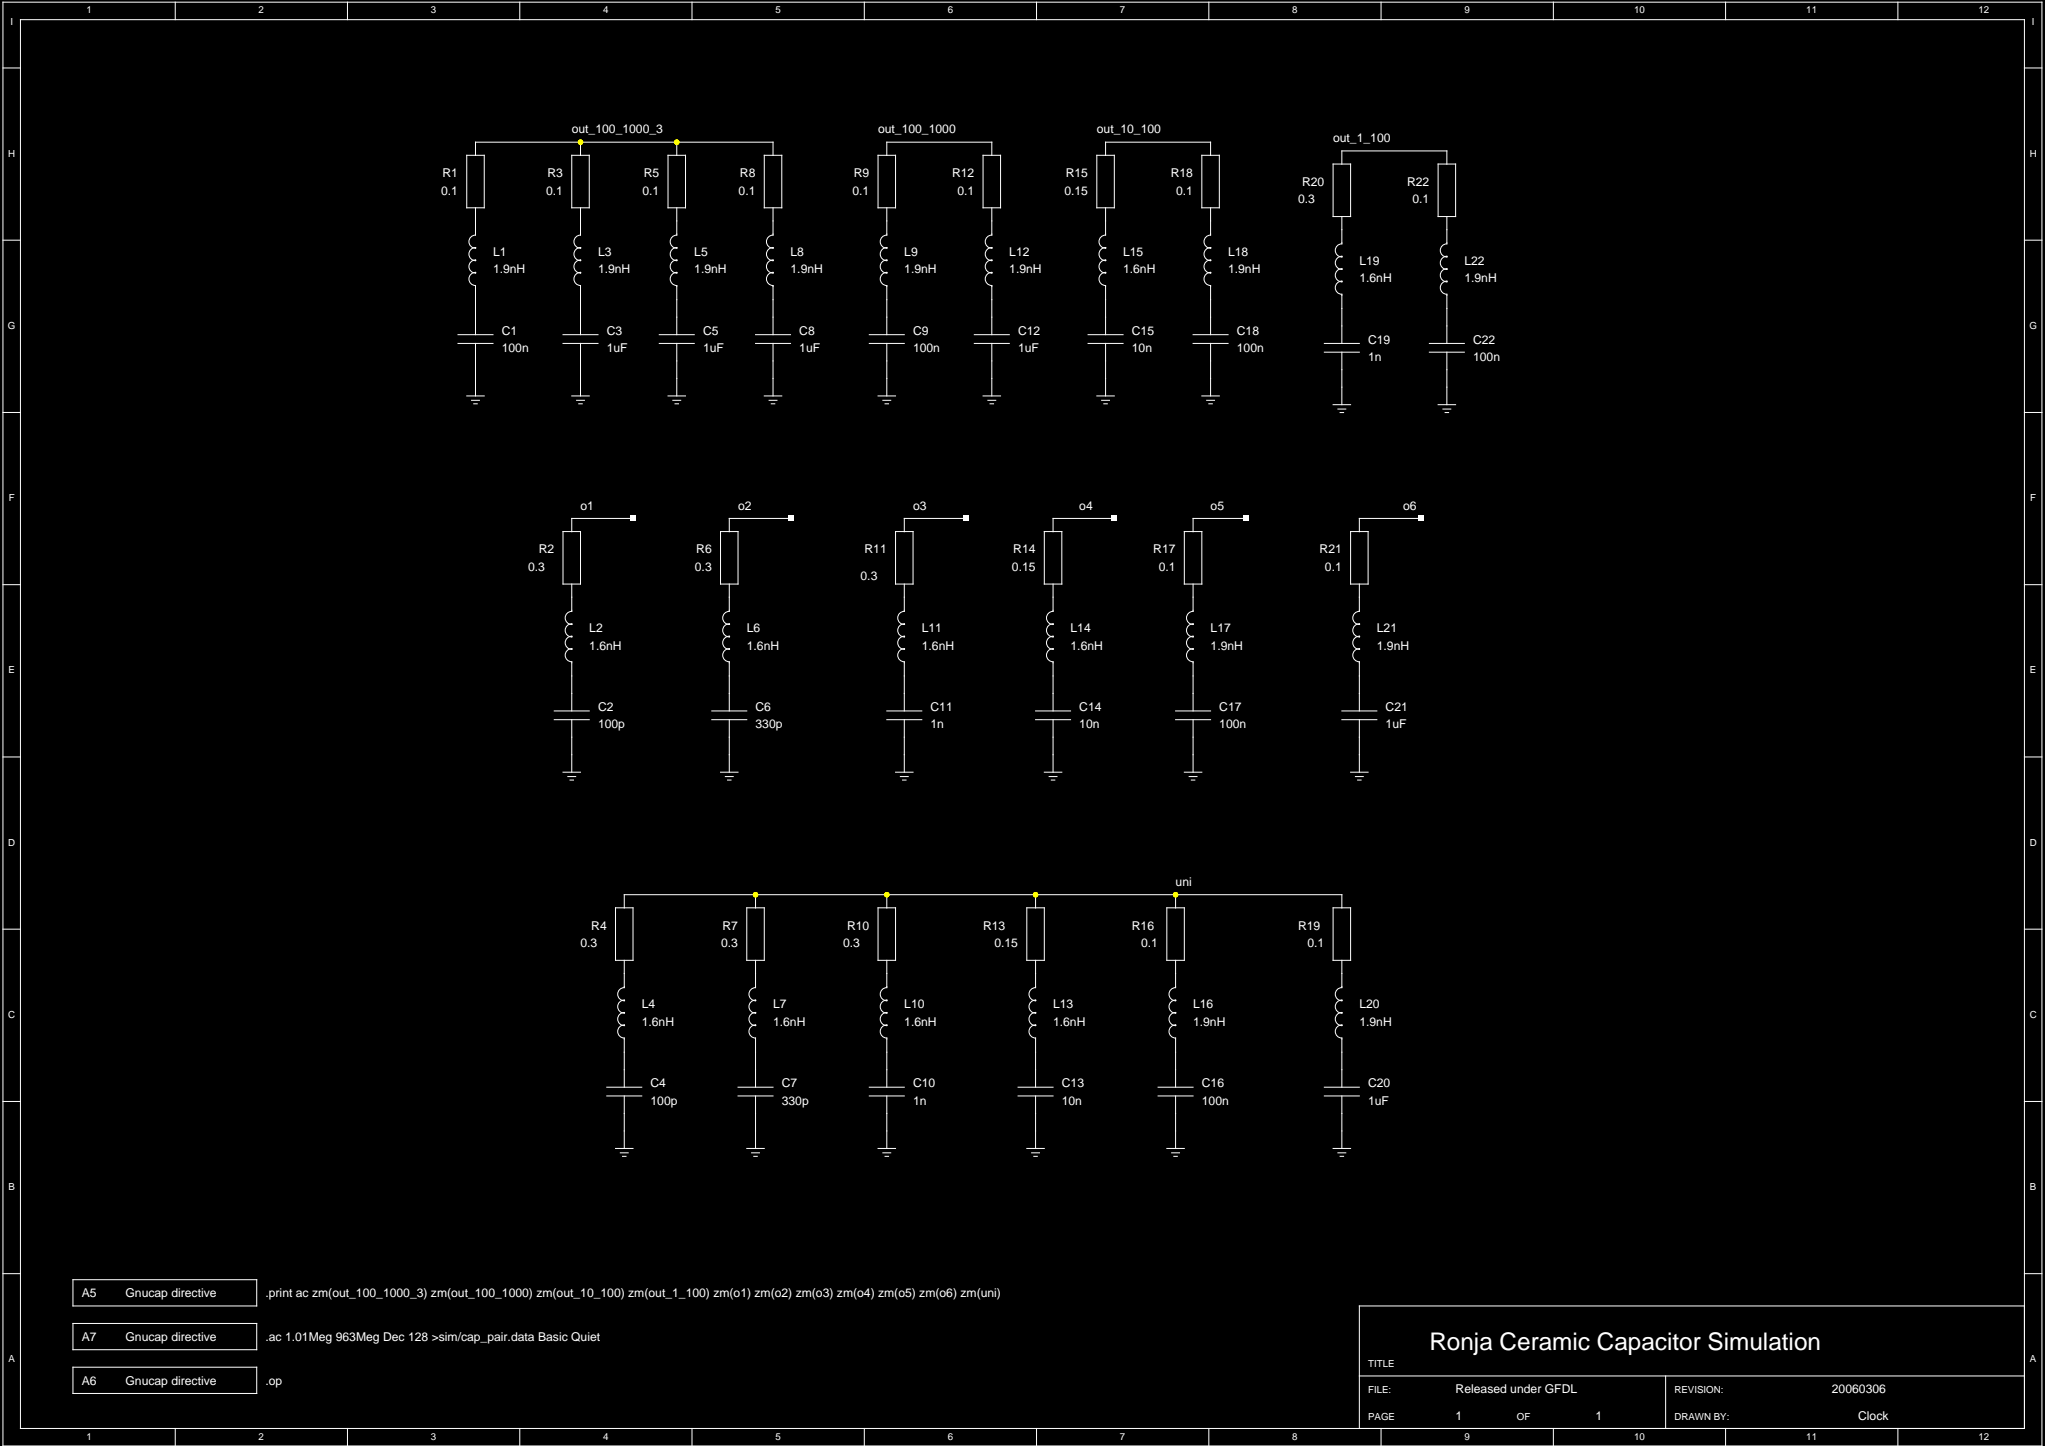 1 2 3 4 5 6 7 8 9 10 11 12
I I
out_100_1000_3 out_100_1000 out_10_100 out_1_100
H H
R1 R3 R5 R8 R9 R12 R15 R18 R20 R22
0.1 0.1 0.1 0.1 0.1 0.1 0.15 0.1 0.3 0.1
L1 L3 L5 L8 L9 L12 L15 L18 L19 L22
1.9nH 1.9nH 1.9nH 1.9nH 1.9nH 1.9nH 1.6nH 1.9nH 1.6nH 1.9nH
G G
C1 C3 C5 C8 C9 C12 C15 C18 C19 C22
100n 1uF 1uF 1uF 100n 1uF 10n 100n 1n 100n
F F
o1 o2 o3 o4 o5 o6
R2 R6 R11 R14 R17 R21
0.3 0.3 0.3 0.15 0.1 0.1
L2 L6 L11 L14 L17 L21
1.6nH 1.6nH 1.6nH 1.6nH 1.9nH 1.9nH
E E
C2 C6 C11 C14 C17 C21
100p 330p 1n 10n 100n 1uF
D D
uni
R4 R7 R10 R13 R16 R19
0.3 0.3 0.3 0.15 0.1 0.1
L4 L7 L10 L13 L16 L20
1.6nH 1.6nH 1.6nH 1.6nH 1.9nH 1.9nH
C C
C4 C7 C10 C13 C16 C20
100p 330p 1n 10n 100n 1uF
B B
A5 Gnucap directive .print ac zm(out_100_1000_3) zm(out_100_1000) zm(out_10_100) zm(out_1_100) zm(o1) zm(o2) zm(o3) zm(o4) zm(o5) zm(o6) zm(uni)
A7 Gnucap directive .ac 1.01Meg 963Meg Dec 128 >sim/cap_pair.data Basic Quiet
A6 Gnucap directive .op
A A
Ronja Ceramic Capacitor Simulation
TITLE
FILE: Released under GFDL REVISION: 20060306
PAGE 1 OF 1 DRAWN BY: Clock
1 2 3 4 5 6 7 8 9 10 11 12